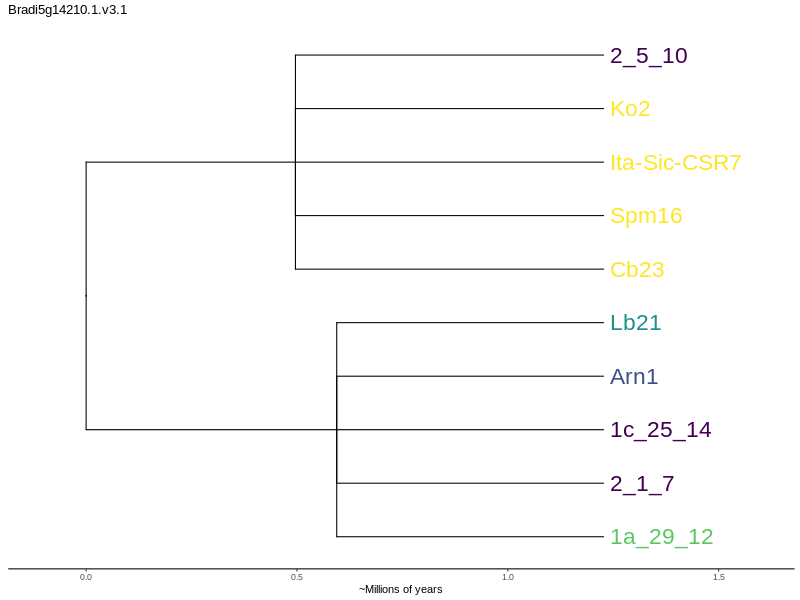 Bradi5g14210.1.v3.1
2_5_10
Ko2
Ita-Sic-CSR7
Spm16
Cb23
Lb21
Arn1
1c_25_14
2_1_7
1a_29_12
0.0 0.5 1.0 1.5
~Millions of years